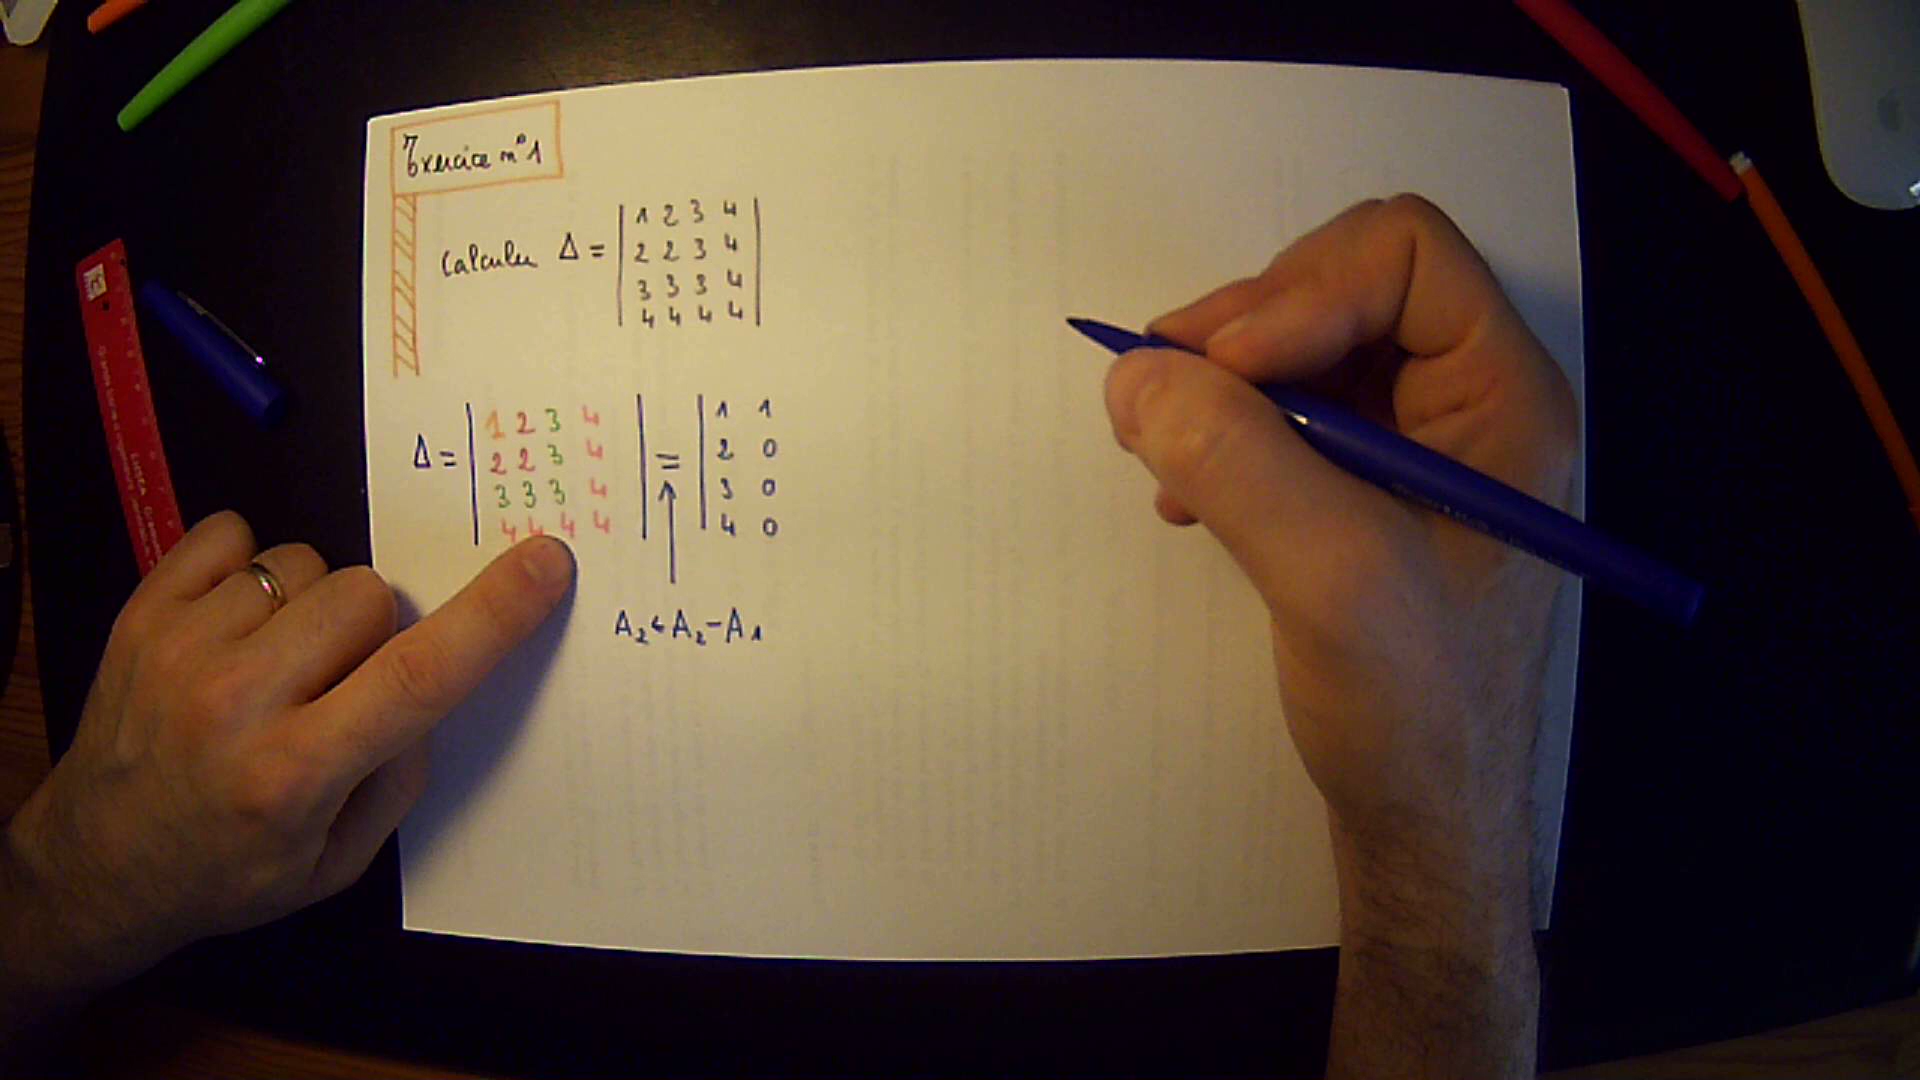 Exercice n°1
Calculer Δ = | 1 2 3 4 |
| 2 2 3 4 |
| 3 3 3 4 |
| 4 4 4 4 |
Δ = | 1 2 3 4 | = | 1 1
| 2 2 3 4 | | 2 0
| 3 3 3 4 | | 3 0
| 4 4 4 4 | | 4 0
A₂ ← A₂ - A₁